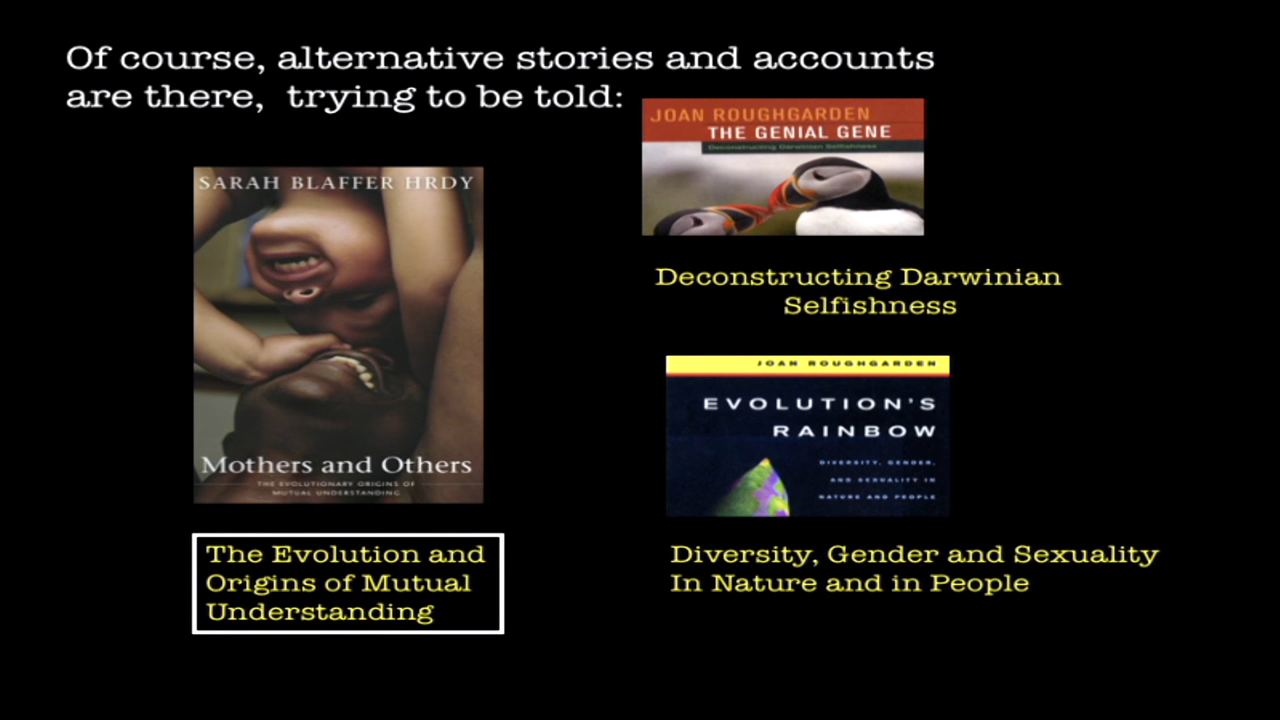 Of course, alternative stories and accounts
are there, trying to be told:
SARAH BLAFFER HRDY
Mothers and Others
THE EVOLUTIONARY ORIGINS OF
MUTUAL UNDERSTANDING
The Evolution and
Origins of Mutual
Understanding
JOAN ROUGHGARDEN
THE GENIAL GENE
Deconstructing Darwinian Selfishness
Deconstructing Darwinian
Selfishness
JOAN ROUGHGARDEN
EVOLUTION'S
RAINBOW
DIVERSITY, GENDER,
AND SEXUALITY IN
NATURE AND PEOPLE
Diversity, Gender and Sexuality
In Nature and in People